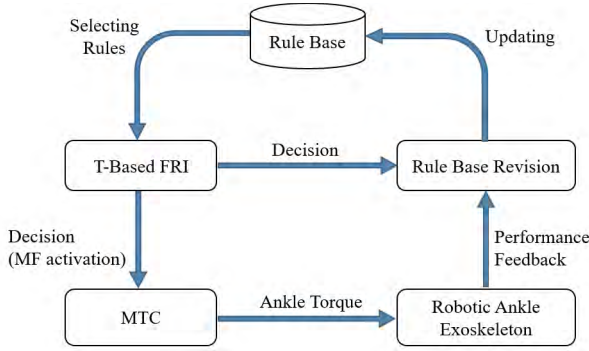 Selecting
Rules
Rule Base
Updating
T-Based FRI
Decision
Rule Base Revision
Decision
(MF activation)
Performance
Feedback
MTC
Ankle Torque
Robotic Ankle
Exoskeleton